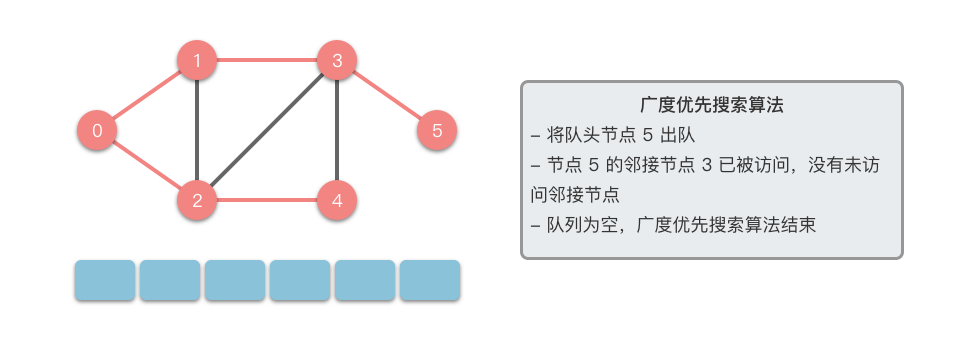 1
3
0
5
2
4
广度优先搜索算法
- 将队头节点 5 出队
- 节点 5 的邻接节点 3 已被访问，没有未访
问邻接节点
- 队列为空，广度优先搜索算法结束